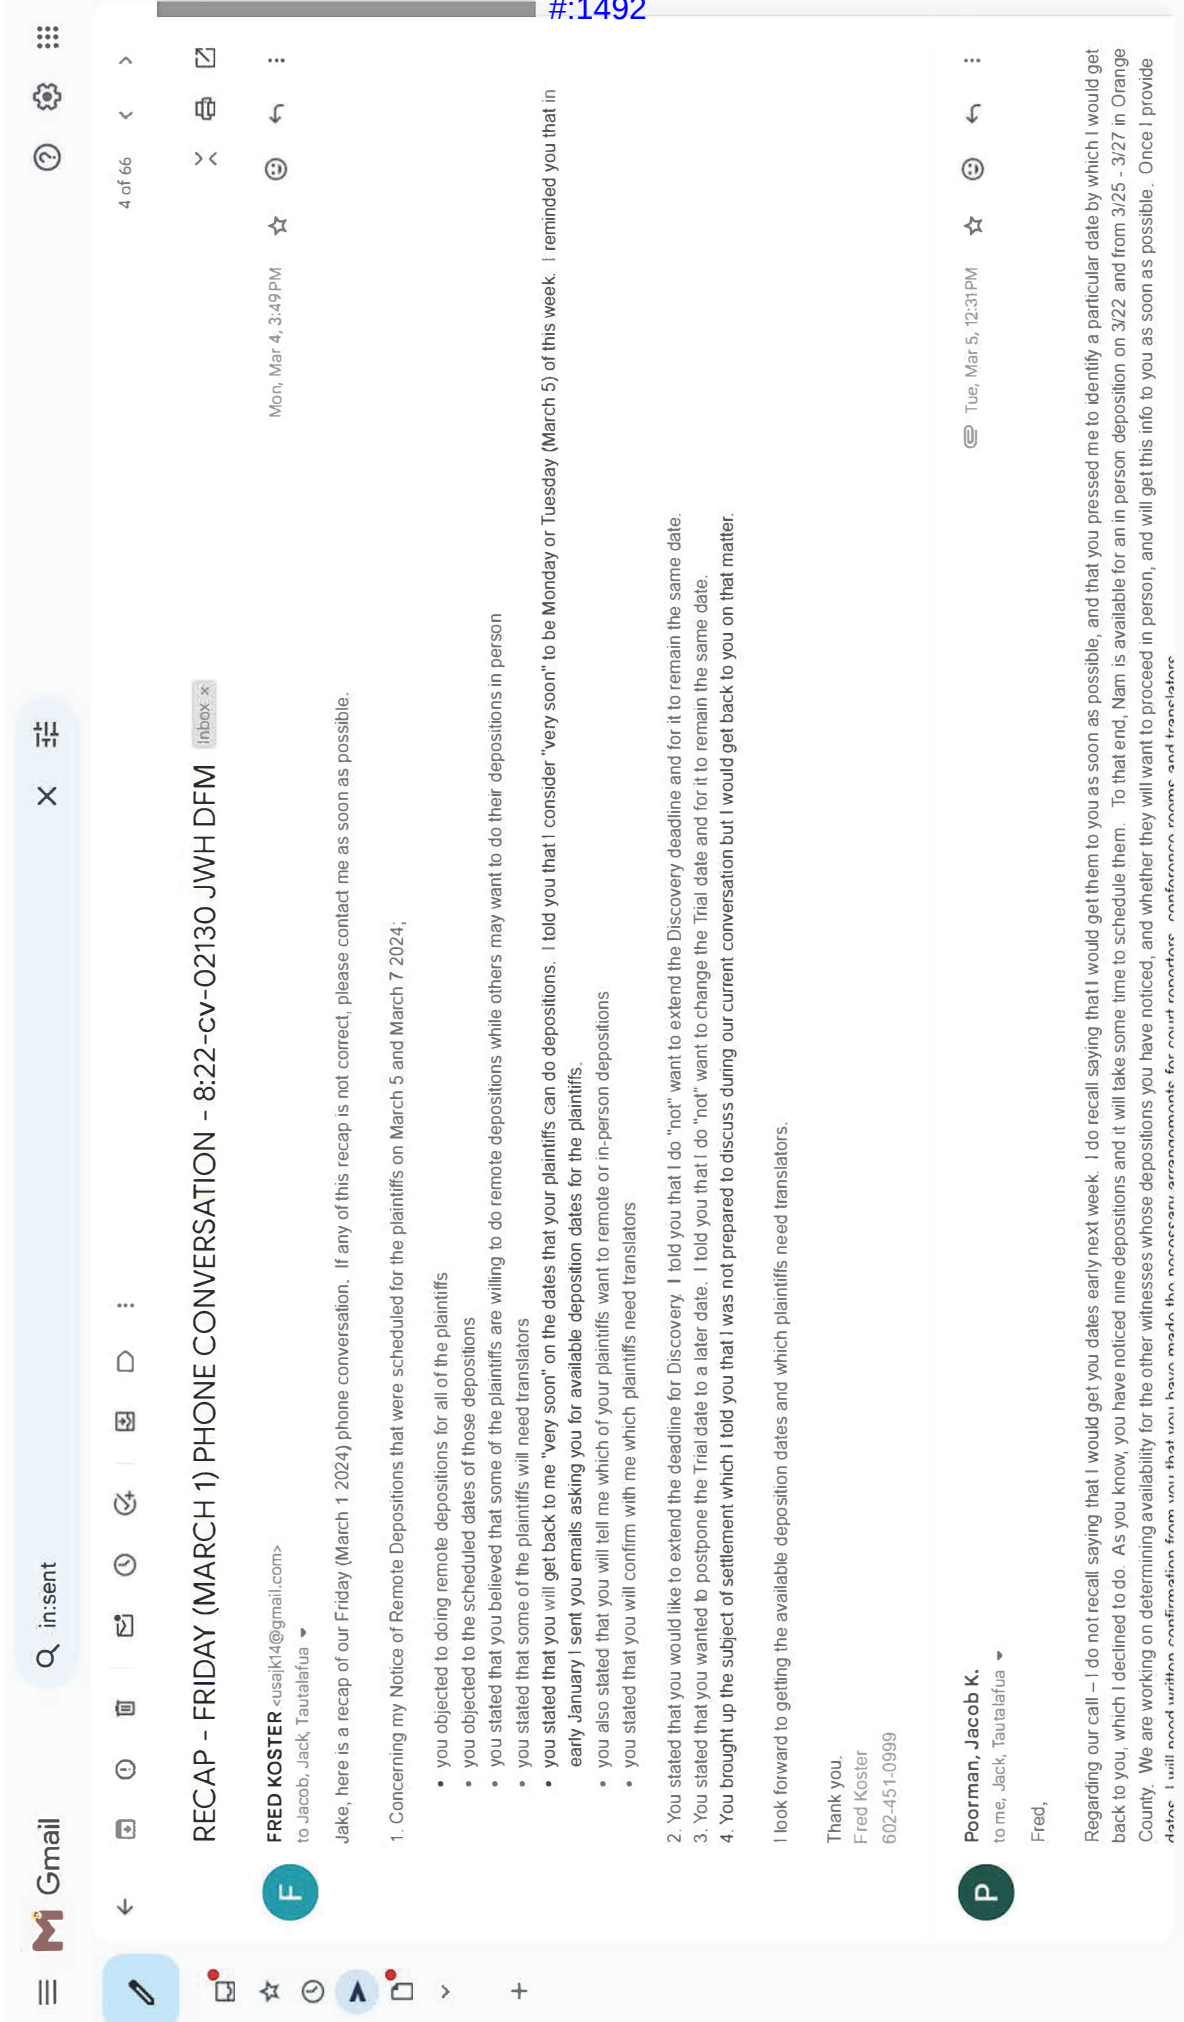 #:1492
Gmail
in:sent
4 of 66
RECAP - FRIDAY (MARCH 1) PHONE CONVERSATION - 8:22-cv-02130 JWH DFM Inbox ×
F
FRED KOSTER <usajk14@gmail.com>
Mon, Mar 4, 3:49 PM
to Jacob, Jack, Tautalafua
Jake, here is a recap of our Friday (March 1 2024) phone conversation. If any of this recap is not correct, please contact me as soon as possible.
1. Concerning my Notice of Remote Depositions that were scheduled for the plaintiffs on March 5 and March 7 2024;
• you objected to doing remote depositions for all of the plaintiffs
• you objected to the scheduled dates of those depositions
• you stated that you believed that some of the plaintiffs are willing to do remote depositions while others may want to do their depositions in person
• you stated that some of the plaintiffs will need translators
• you stated that you will get back to me "very soon" on the dates that your plaintiffs can do depositions. I told you that I consider "very soon" to be Monday or Tuesday (March 5) of this week. I reminded you that in
early January I sent you emails asking you for available deposition dates for the plaintiffs.
• you also stated that you will tell me which of your plaintiffs want to remote or in-person depositions
• you stated that you will confirm with me which plaintiffs need translators
2. You stated that you would like to extend the deadline for Discovery. I told you that I do "not" want to extend the Discovery deadline and for it to remain the same date.
3. You stated that you wanted to postpone the Trial date to a later date. I told you that I do "not" want to change the Trial date and for it to remain the same date.
4. You brought up the subject of settlement which I told you that I was not prepared to discuss during our current conversation but I would get back to you on that matter.
I look forward to getting the available deposition dates and which plaintiffs need translators.
Thank you.
Fred Koster
602-451-0999
P
Poorman, Jacob K.
Tue, Mar 5, 12:31 PM
to me, Jack, Tautalafua
Fred,
Regarding our call – I do not recall saying that I would get you dates early next week. I do recall saying that I would get them to you as soon as possible, and that you pressed me to identify a particular date by which I would get
back to you, which I declined to do. As you know, you have noticed nine depositions and it will take some time to schedule them. To that end, Nam is available for an in person deposition on 3/22 and from 3/25 - 3/27 in Orange
County. We are working on determining availability for the other witnesses whose depositions you have noticed, and whether they will want to proceed in person, and will get this info to you as soon as possible. Once I provide
dates, I will need written confirmation from you that you have made the necessary arrangements for court reporters, conference rooms and translators